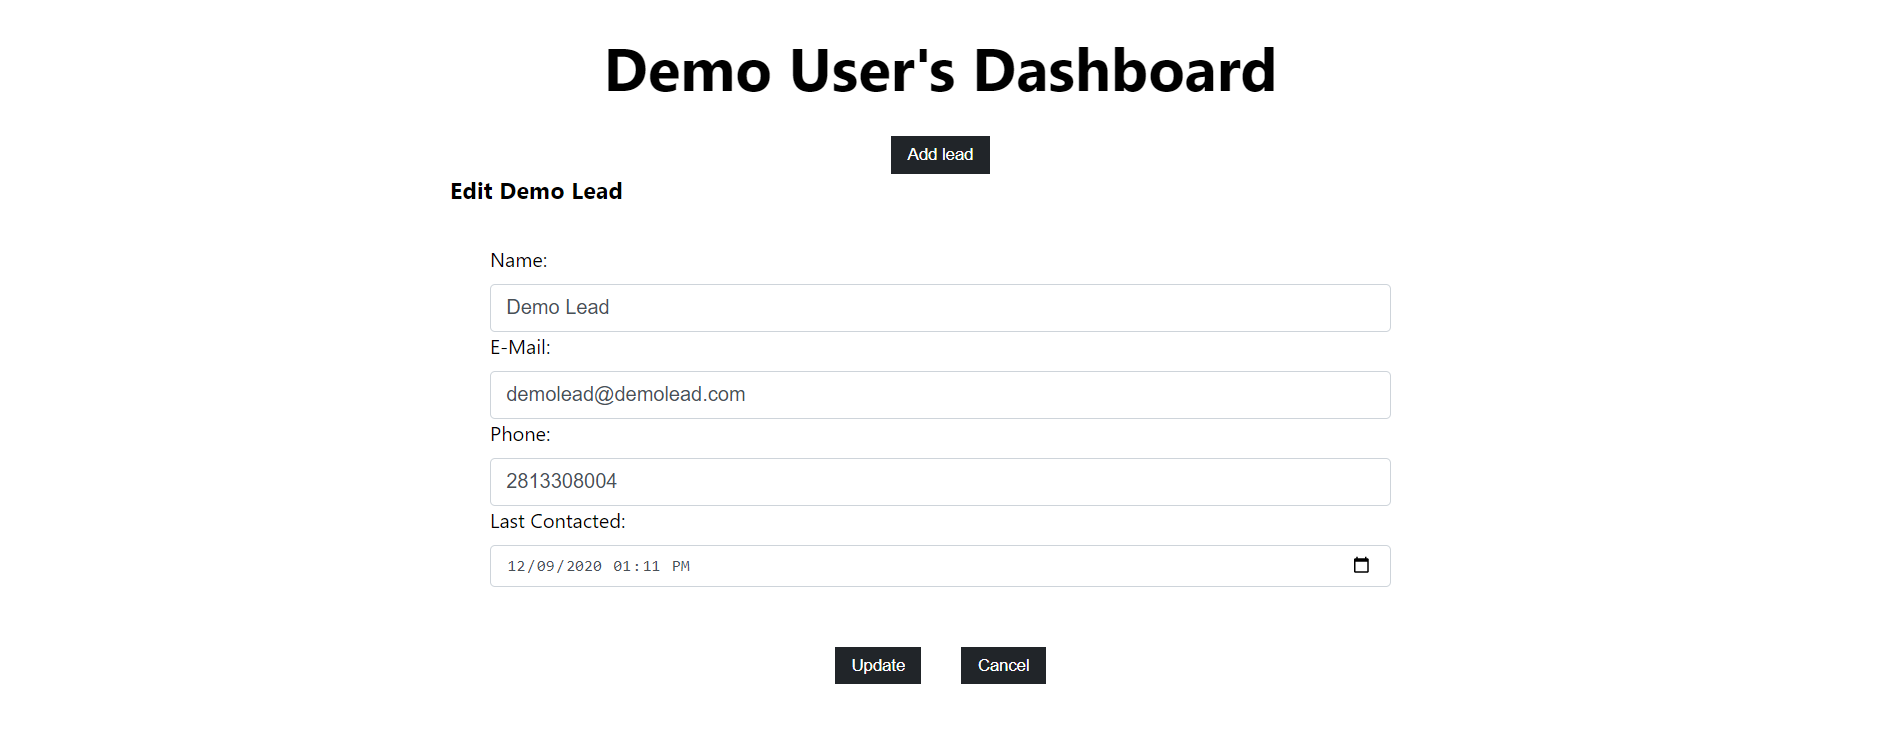 Demo User's Dashboard
Add lead
Edit Demo Lead
Name:
Demo Lead
E-Mail:
demolead@demolead.com
Phone:
2813308004
Last Contacted:
12/09/2020 01:11 PM
Update Cancel